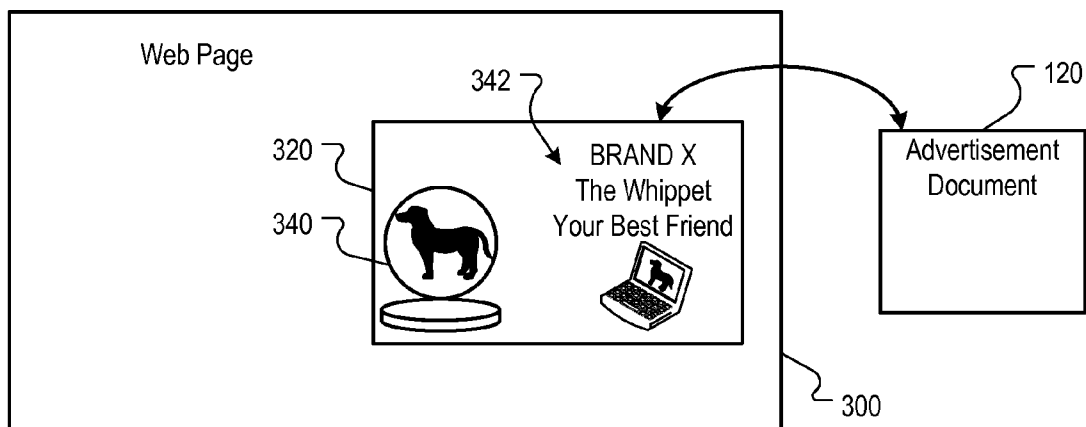 Web Page
342
120
320
BRAND X
The Whippet
Your Best Friend
340
Advertisement
Document
300